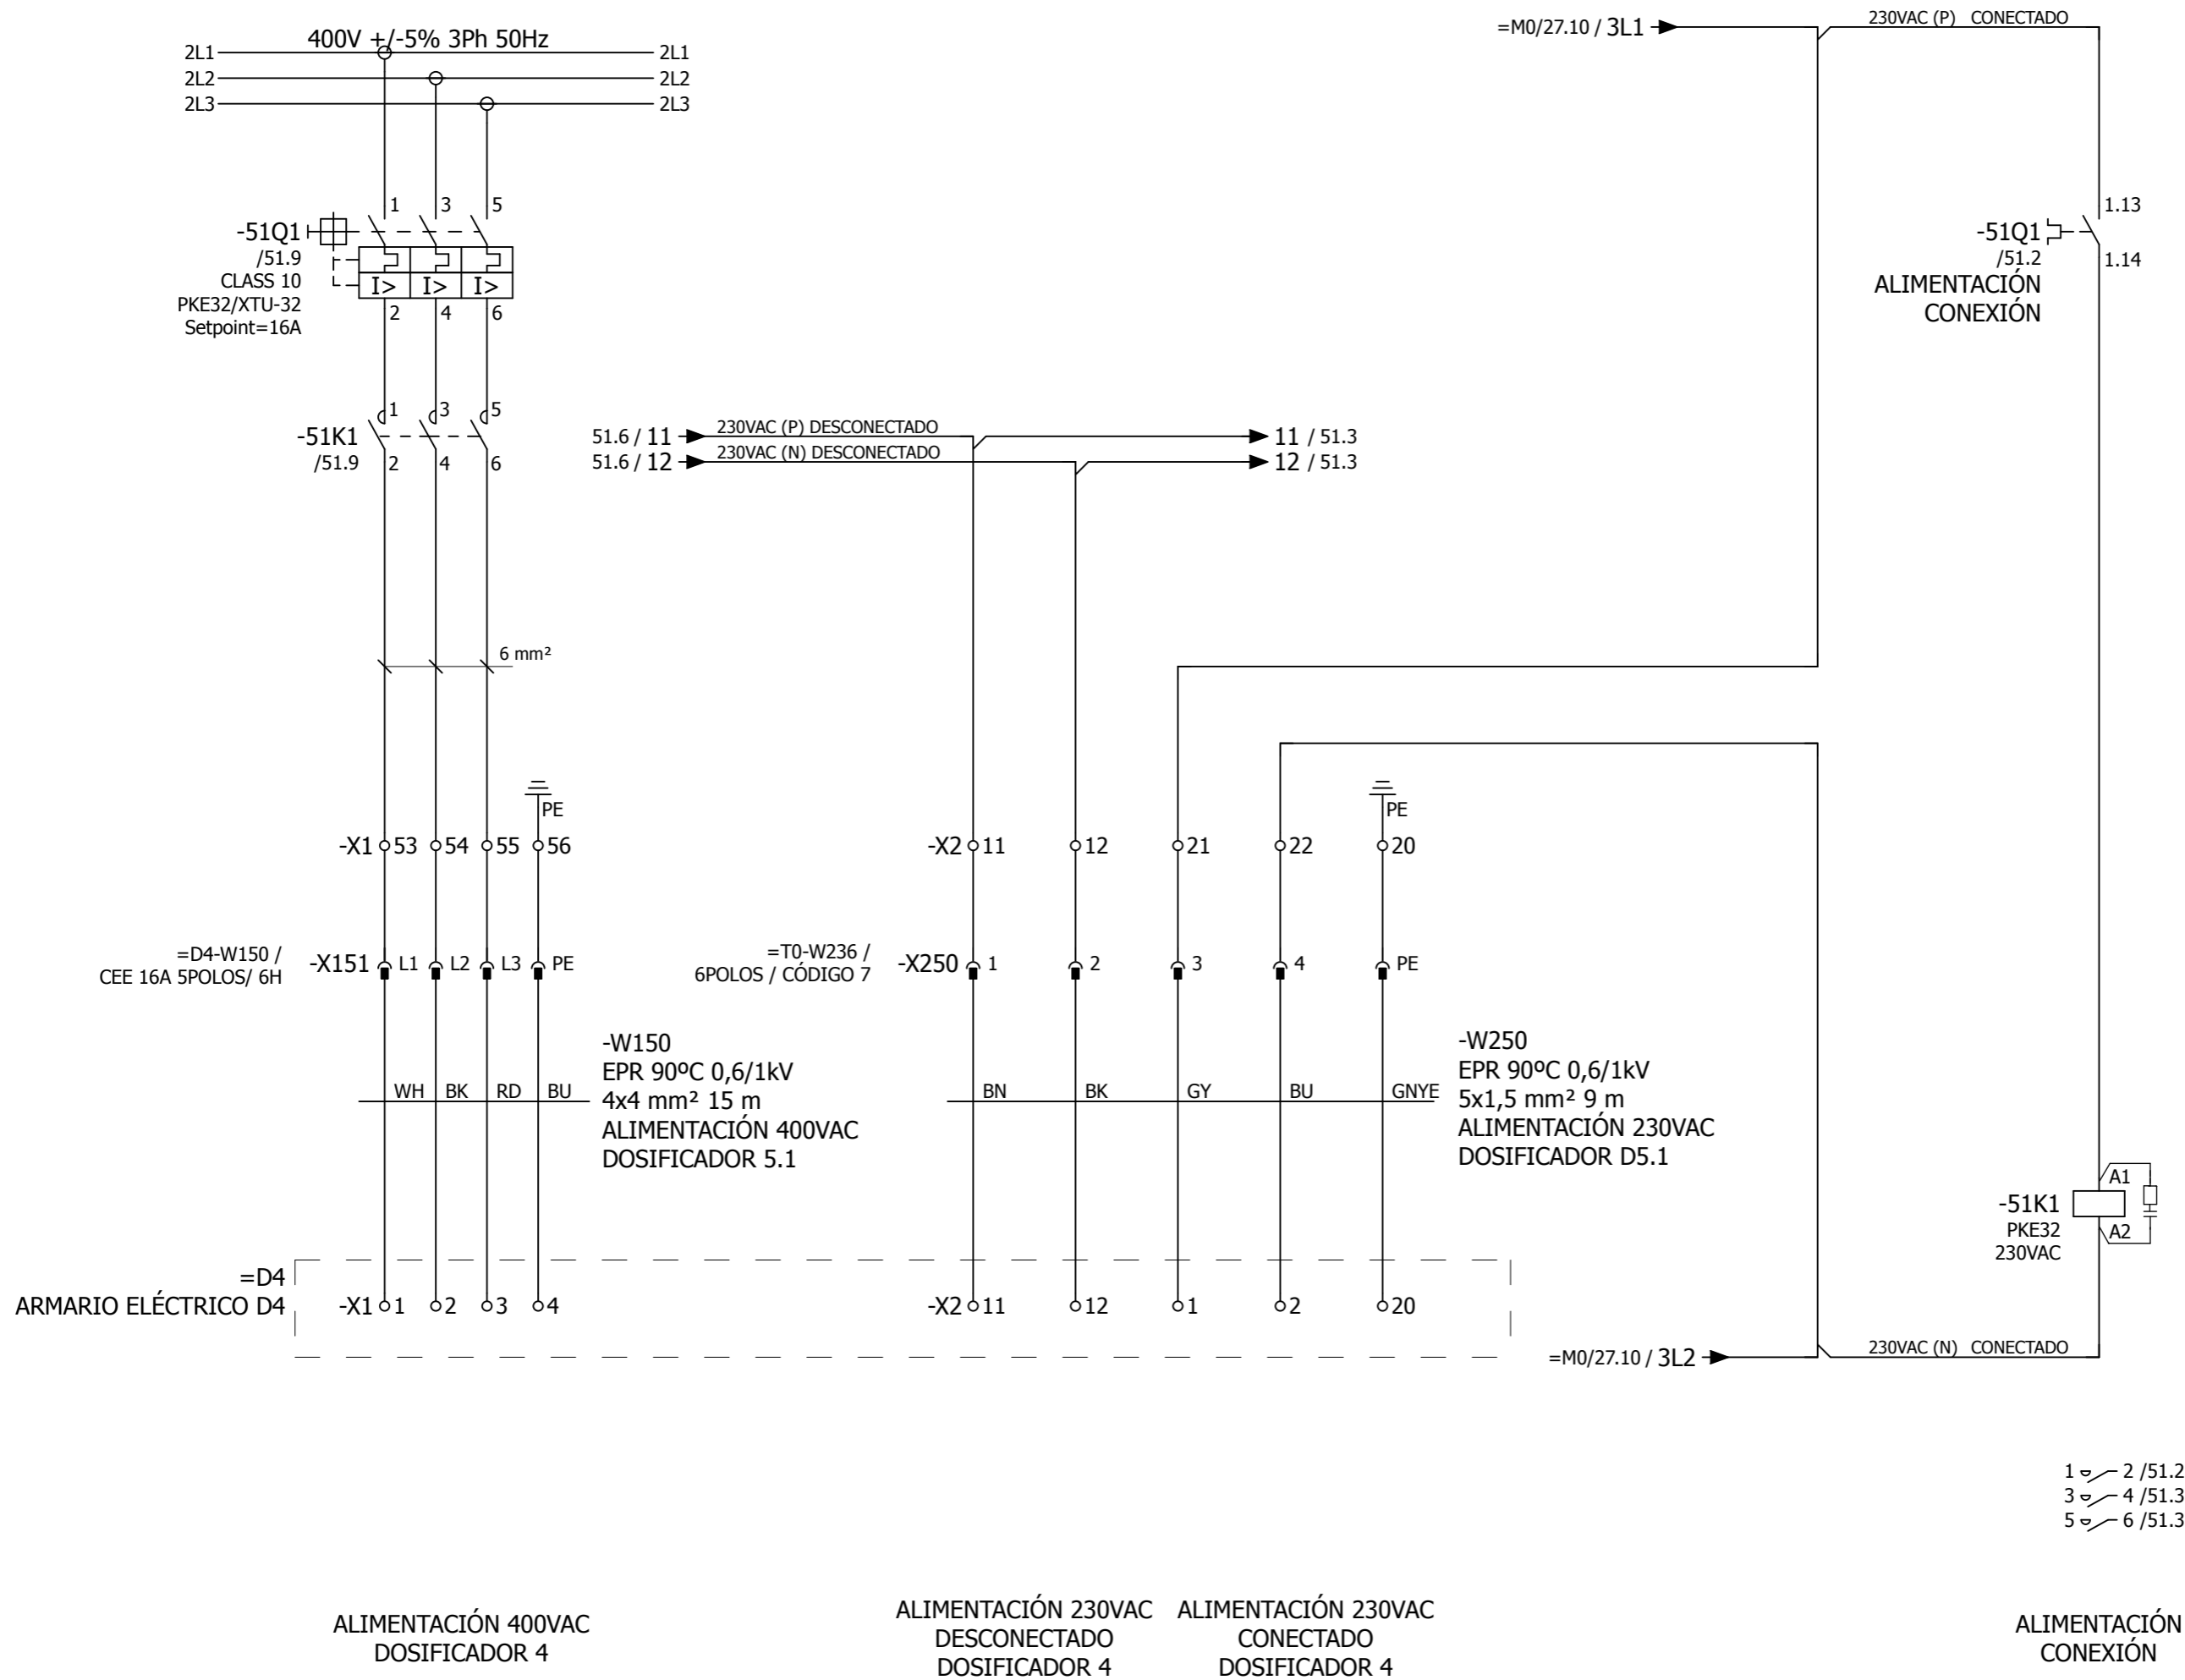 400V +/-5% 3Ph 50Hz
2L1 2L1
2L2 2L2
2L3 2L3
=M0/27.10 / 3L1
230VAC (P) CONECTADO
1 3 5
-51Q1
/51.9
CLASS 10
PKE32/XTU-32
Setpoint=16A
I> I> I>
2 4 6
-51Q1
/51.2
ALIMENTACIÓN
CONEXIÓN
1.13
1.14
1 3 5
-51K1
/51.9
2 4 6
51.6 / 11 230VAC (P) DESCONECTADO 11 / 51.3
51.6 / 12 230VAC (N) DESCONECTADO 12 / 51.3
6 mm²
PE PE
-X1 53 54 55 56
-X2 11 12 21 22 20
=D4-W150 /
CEE 16A 5POLOS/ 6H
-X151 L1 L2 L3 PE
=T0-W236 /
6POLOS / CÓDIGO 7
-X250 1 2 3 4 PE
WH BK RD BU
-W150
EPR 90ºC 0,6/1kV
4x4 mm² 15 m
ALIMENTACIÓN 400VAC
DOSIFICADOR 5.1
BN BK GY BU GNYE
-W250
EPR 90ºC 0,6/1kV
5x1,5 mm² 9 m
ALIMENTACIÓN 230VAC
DOSIFICADOR D5.1
-51K1
PKE32
230VAC
A1
A2
=D4
ARMARIO ELÉCTRICO D4
-X1 1 2 3 4
-X2 11 12 1 2 20
=M0/27.10 / 3L2
230VAC (N) CONECTADO
1 2 /51.2
3 4 /51.3
5 6 /51.3
ALIMENTACIÓN 400VAC
DOSIFICADOR 4
ALIMENTACIÓN 230VAC
DESCONECTADO
DOSIFICADOR 4
ALIMENTACIÓN 230VAC
CONECTADO
DOSIFICADOR 4
ALIMENTACIÓN
CONEXIÓN